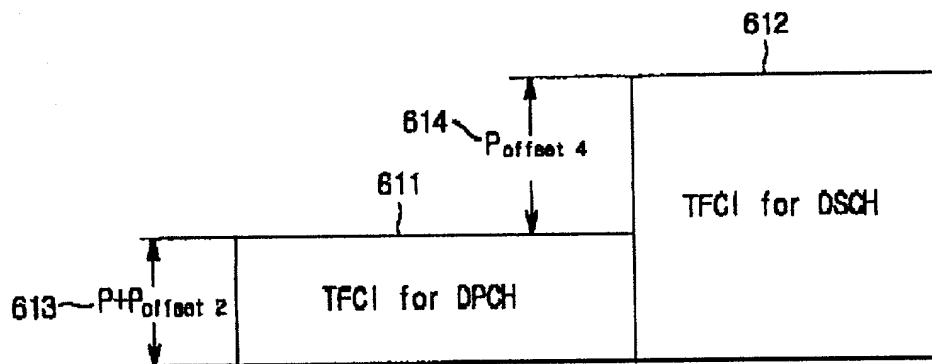 612
614
Poffset 4
611
TFCI for DSCH
613
P+Poffset 2
TFCI for DPCH